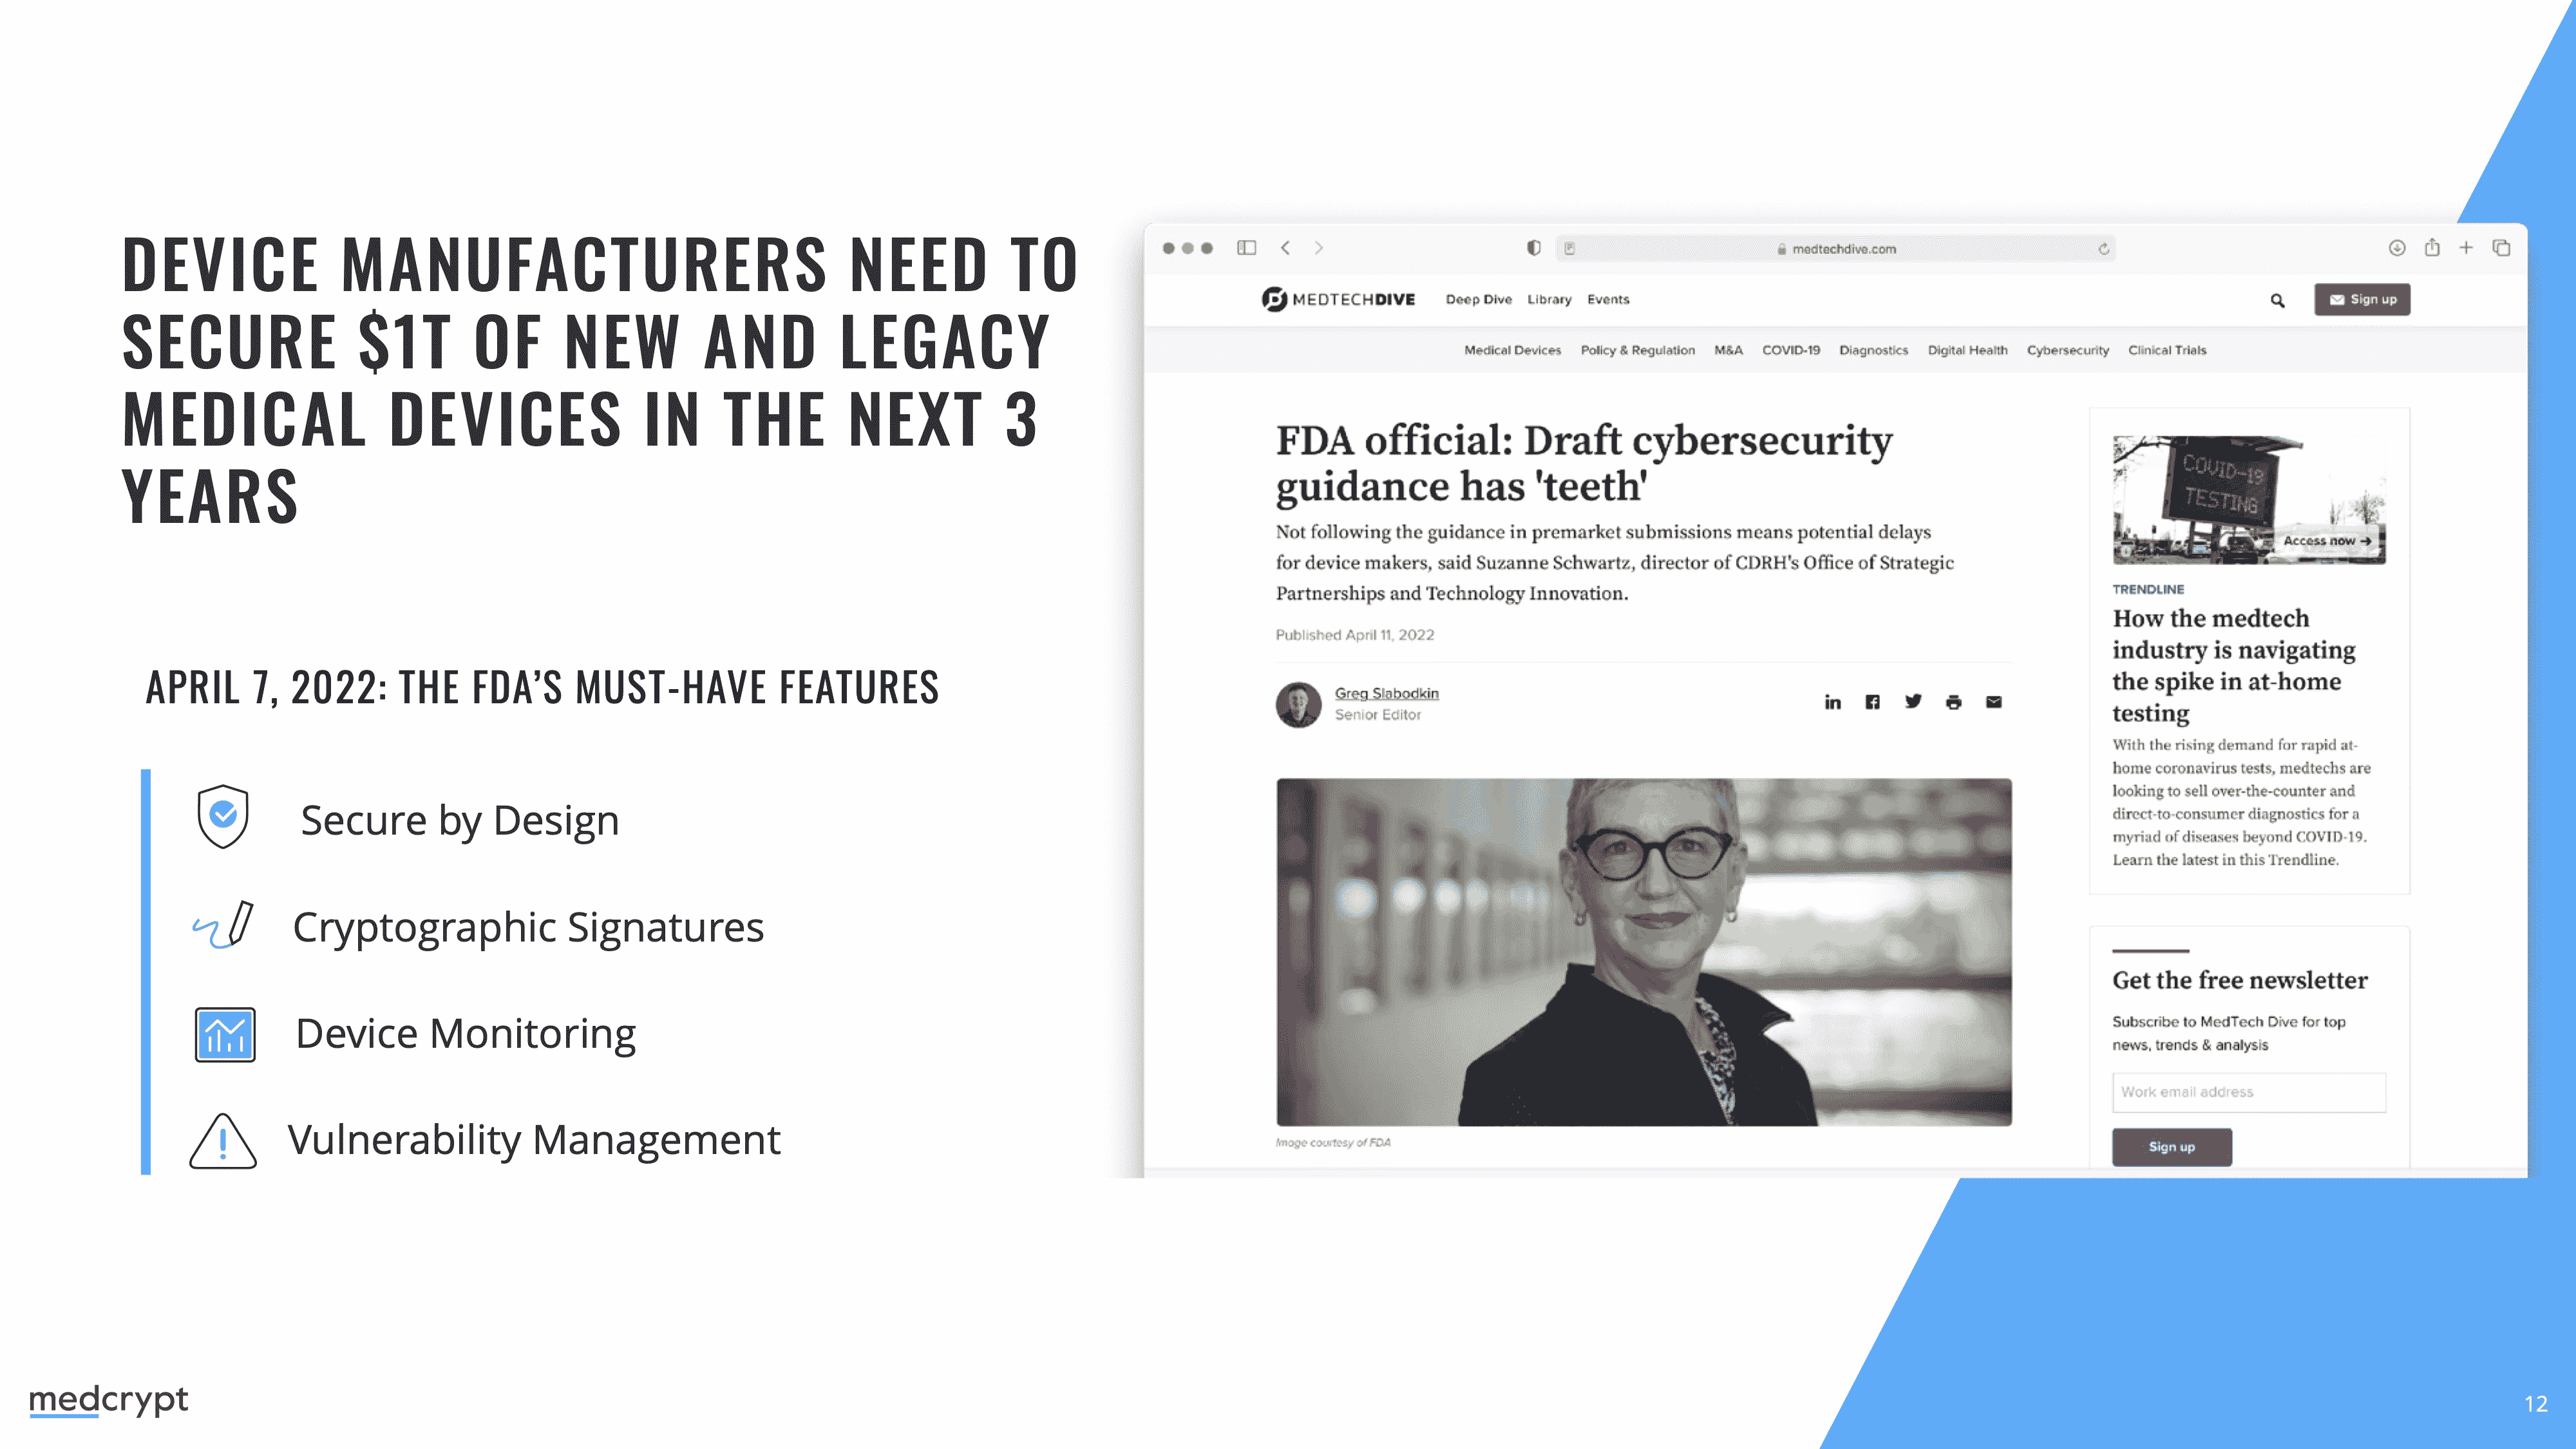 DEVICE MANUFACTURERS NEED TO
SECURE $1T OF NEW AND LEGACY
MEDICAL DEVICES IN THE NEXT 3
YEARS
APRIL 7, 2022: THE FDA’S MUST-HAVE FEATURES
Secure by Design
Cryptographic Signatures
Device Monitoring
Vulnerability Management
medtechdive.com
MEDTECHDIVE Deep Dive Library Events
Sign up
Medical Devices Policy & Regulation M&A COVID-19 Diagnostics Digital Health Cybersecurity Clinical Trials
FDA official: Draft cybersecurity
guidance has 'teeth'
Not following the guidance in premarket submissions means potential delays
for device makers, said Suzanne Schwartz, director of CDRH's Office of Strategic
Partnerships and Technology Innovation.
Published April 11, 2022
Greg Slabodkin
Senior Editor
Image courtesy of FDA
COVID-19
TESTING
Access now →
TRENDLINE
How the medtech
industry is navigating
the spike in at-home
testing
With the rising demand for rapid at-
home coronavirus tests, medtechs are
looking to sell over-the-counter and
direct-to-consumer diagnostics for a
myriad of diseases beyond COVID-19.
Learn the latest in this Trendline.
Get the free newsletter
Subscribe to MedTech Dive for top
news, trends & analysis
Work email address
Sign up
medcrypt
12